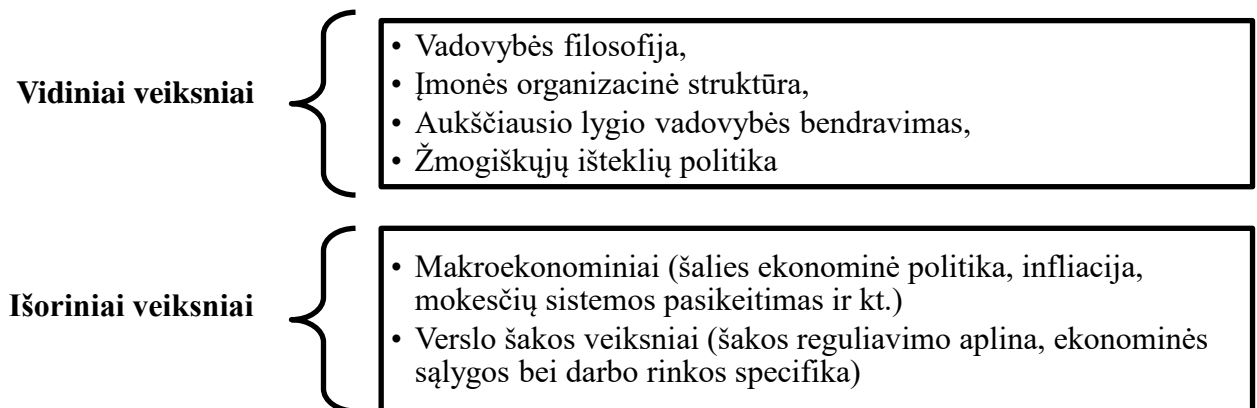 Vidiniai veiksniai
• Vadovybės filosofija,
• Įmonės organizacinė struktūra,
• Aukščiausio lygio vadovybės bendravimas,
• Žmogiškųjų išteklių politika
Išoriniai veiksniai
• Makroekonominiai (šalies ekonominė politika, infliacija,
mokesčių sistemos pasikeitimas ir kt.)
• Verslo šakos veiksniai (šakos reguliavimo aplina, ekonominės
sąlygos bei darbo rinkos specifika)